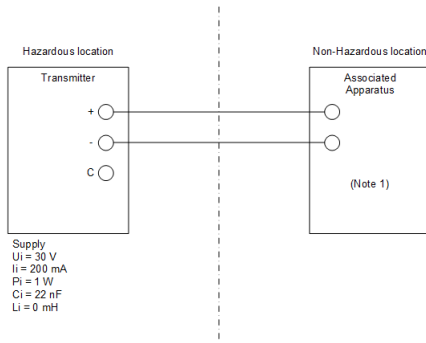 Hazardous location
Non-Hazardous location
Transmitter
Associated
Apparatus
+
-
C
(Note 1)
Supply
Ui = 30 V
Ii = 200 mA
Pi = 1 W
Ci = 22 nF
Li = 0 mH